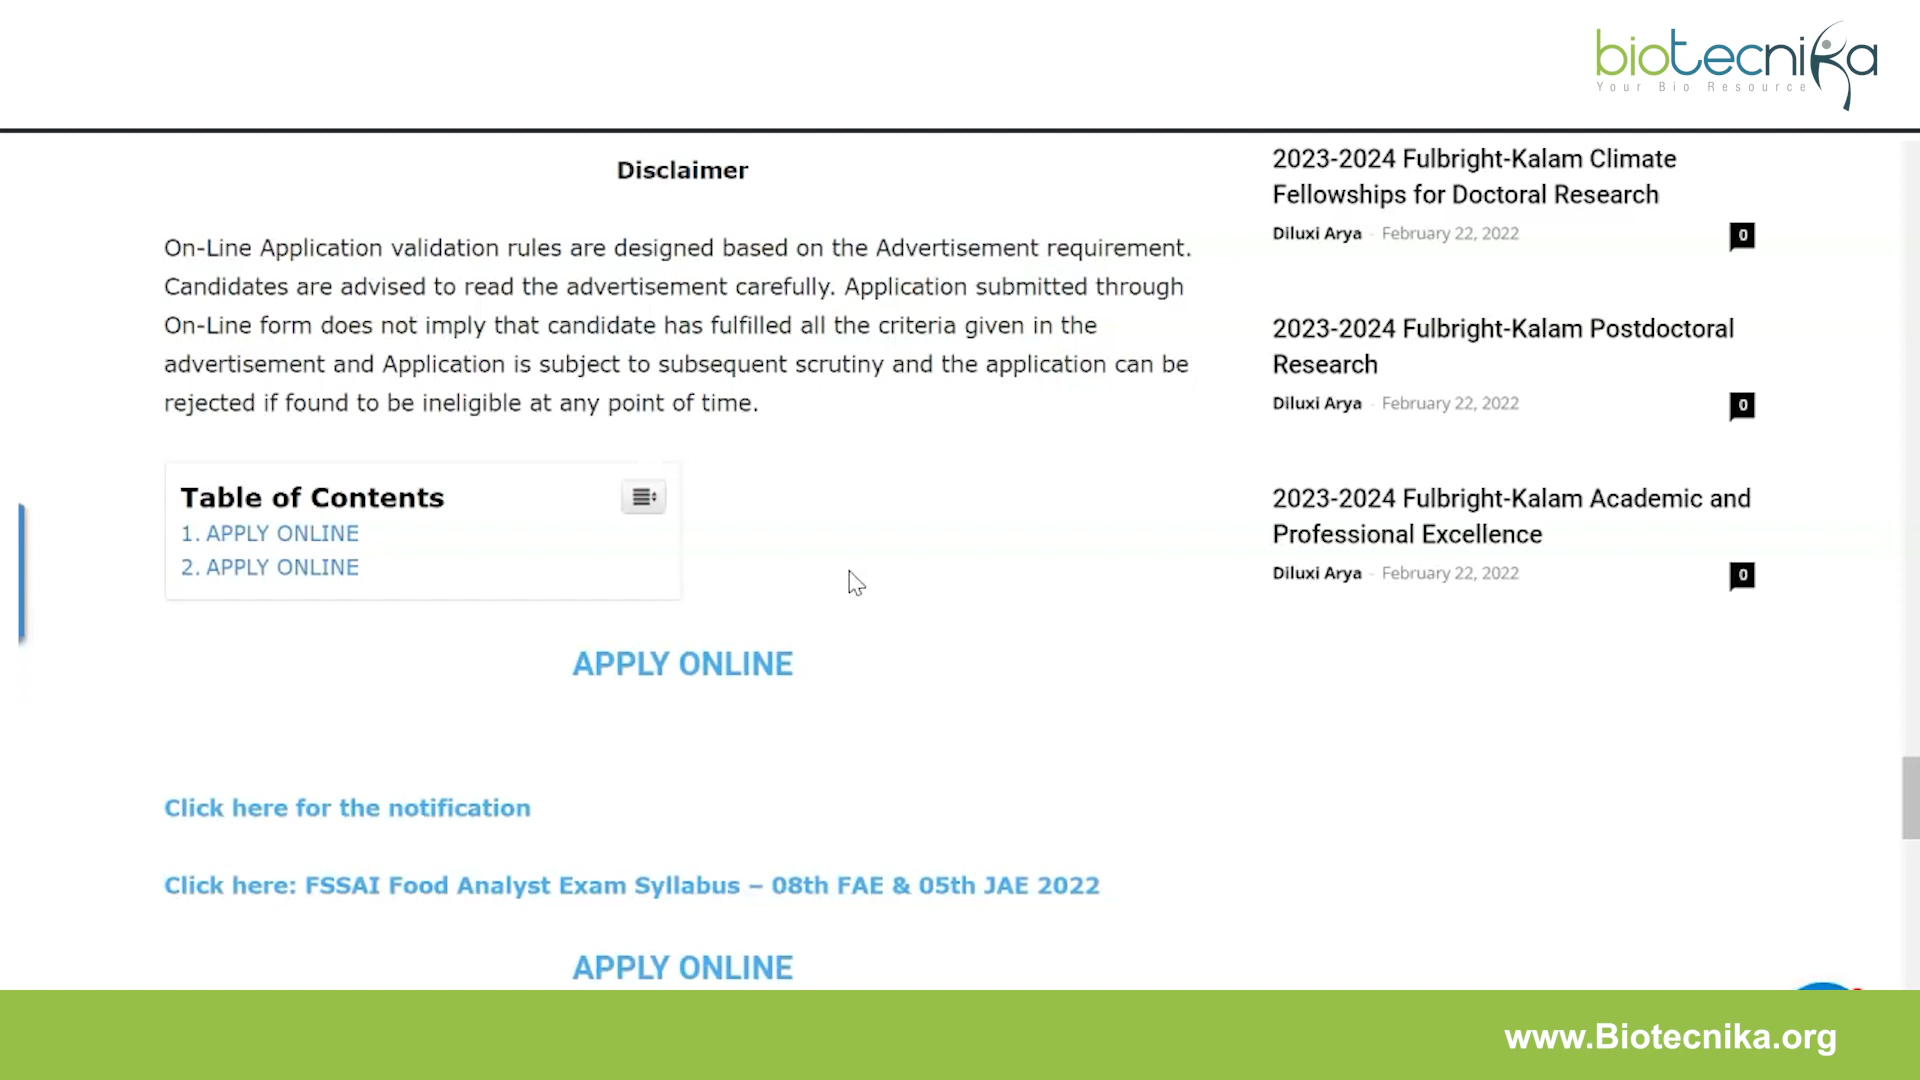 biotecnika
Your Bio Resource
Disclaimer
On-Line Application validation rules are designed based on the Advertisement requirement.
Candidates are advised to read the advertisement carefully. Application submitted through
On-Line form does not imply that candidate has fulfilled all the criteria given in the
advertisement and Application is subject to subsequent scrutiny and the application can be
rejected if found to be ineligible at any point of time.
Table of Contents
1. APPLY ONLINE
2. APPLY ONLINE
APPLY ONLINE
Click here for the notification
Click here: FSSAI Food Analyst Exam Syllabus – 08th FAE & 05th JAE 2022
APPLY ONLINE
2023-2024 Fulbright-Kalam Climate
Fellowships for Doctoral Research
Diluxi Arya - February 22, 2022
0
2023-2024 Fulbright-Kalam Postdoctoral
Research
Diluxi Arya - February 22, 2022
0
2023-2024 Fulbright-Kalam Academic and
Professional Excellence
Diluxi Arya - February 22, 2022
0
www.Biotecnika.org